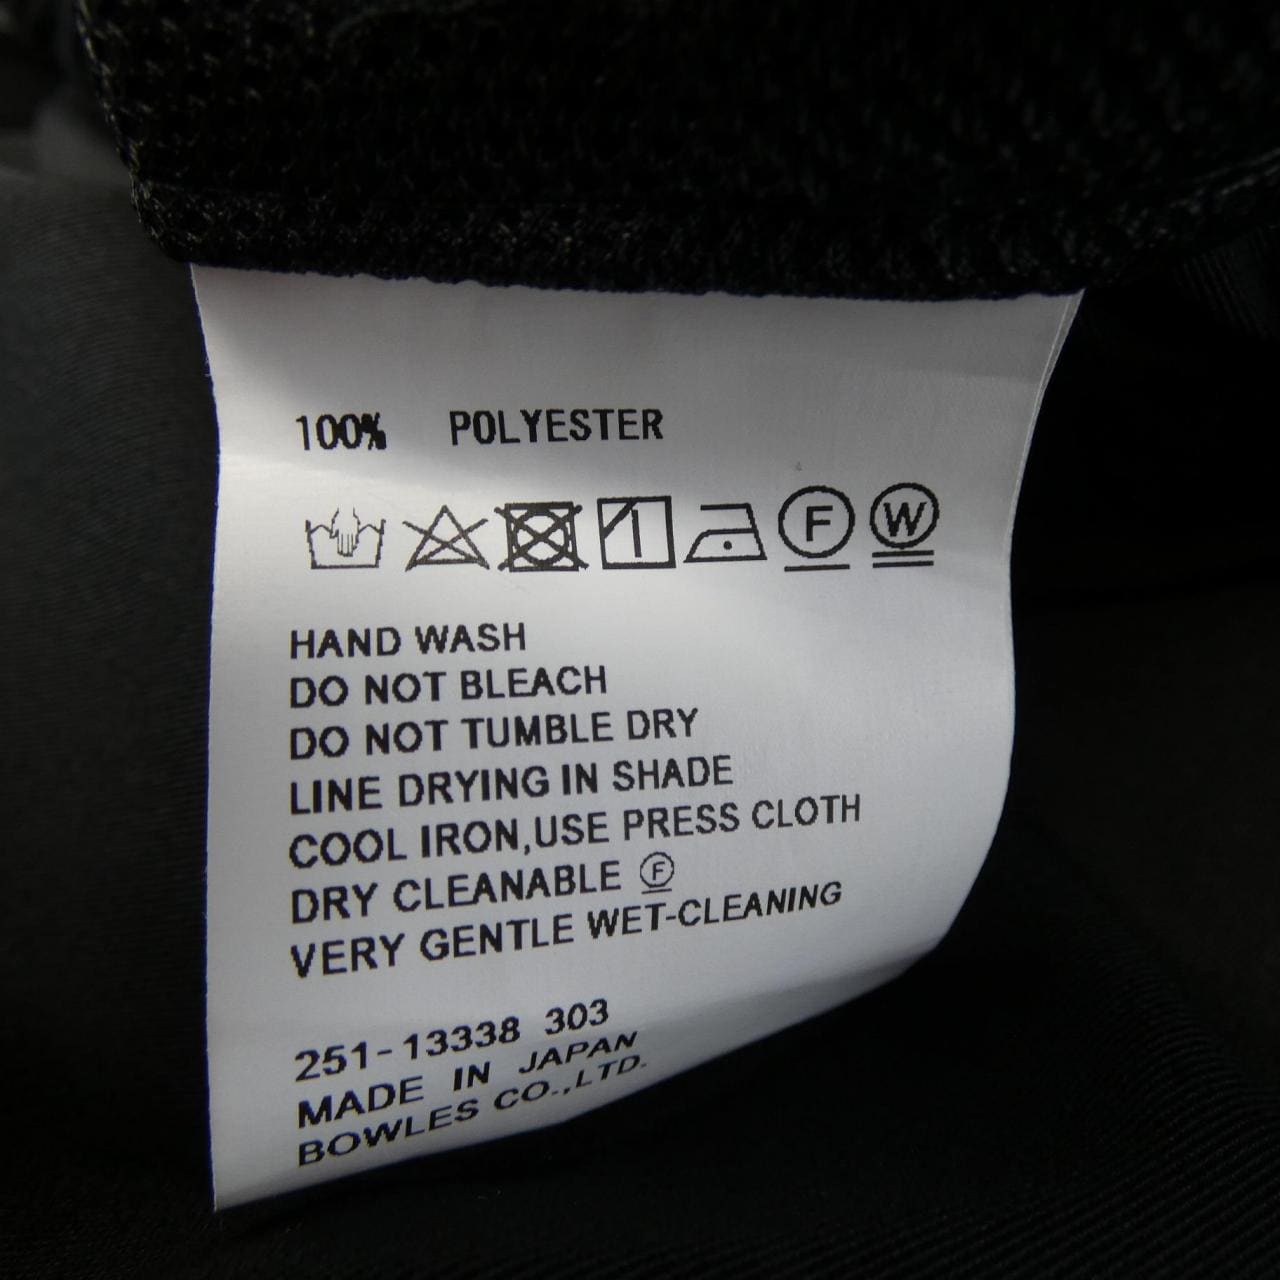 100% POLYESTER
F W
HAND WASH
DO NOT BLEACH
DO NOT TUMBLE DRY
LINE DRYING IN SHADE
COOL IRON,USE PRESS CLOTH
DRY CLEANABLE Ⓕ
VERY GENTLE WET-CLEANING
251-13338 303
MADE IN JAPAN
BOWLES CO.,LTD.